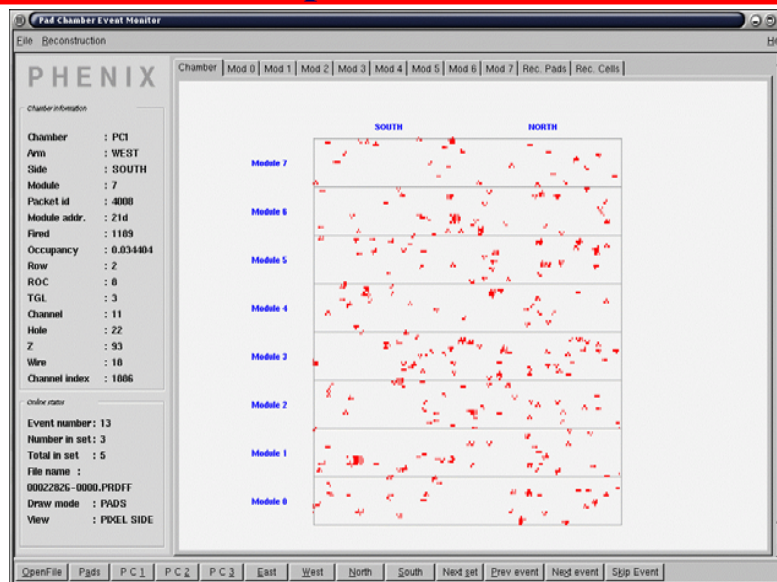 Pad Chamber Event Monitor
File Reconstruction
PHENIX
Chamber Mod 0 Mod 1 Mod 2 Mod 3 Mod 4 Mod 5 Mod 6 Mod 7 Rec. Pads Rec. Cells
Chamber information
Chamber : PC1
Arm : WEST
Side : SOUTH
Module : 7
Packet id : 4008
Module addr. : 21d
Fired : 1189
Occupancy : 0.034404
Row : 2
ROC : 8
TGL : 3
Channel : 11
Hole : 22
Z : 93
Wire : 18
Channel index : 1886
Online status
Event number: 13
Number in set: 3
Total in set : 5
File name :
00022826-0000.PRDFF
Draw mode : PADS
View : PIXEL SIDE
SOUTH NORTH
Module 7
Module 6
Module 5
Module 4
Module 3
Module 2
Module 1
Module 0
OpenFile Pads PC1 PC2 PC3 East West North South Next set Prev event Next event Skip Event